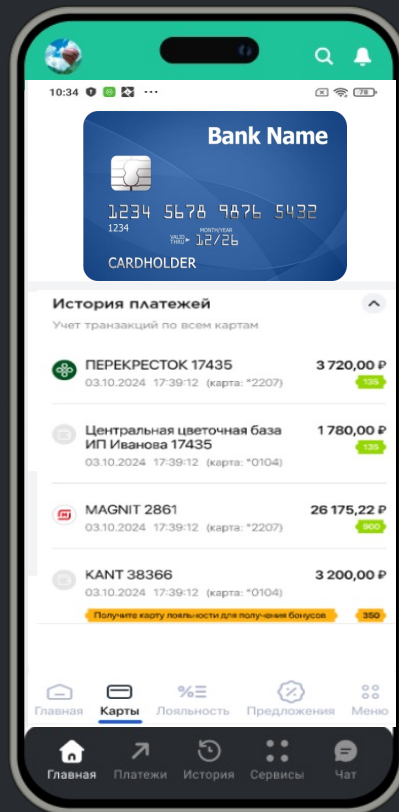 10:34 ... 78
Bank Name
1234 5678 9876 5432
1234
MONTH/YEAR
VALID
THRU 12/26
CARDHOLDER
История платежей
Учет транзакций по всем картам
ПЕРЕКРЕСТОК 17435 3 720,00 ₽
03.10.2024 17:39:12 (карта: *2207) 135
Центральная цветочная база 1 780,00 ₽
ИП Иванова 17435 135
03.10.2024 17:39:12 (карта: *0104)
MAGNIT 2861 26 175,22 ₽
03.10.2024 17:39:12 (карта: *2207) 900
KANT 38366 3 200,00 ₽
03.10.2024 17:39:12 (карта: *0104)
Получите карту лояльности для получения бонусов 350
Главная Карты Лояльность Предложения Меню
Главная Платежи История Сервисы Чат